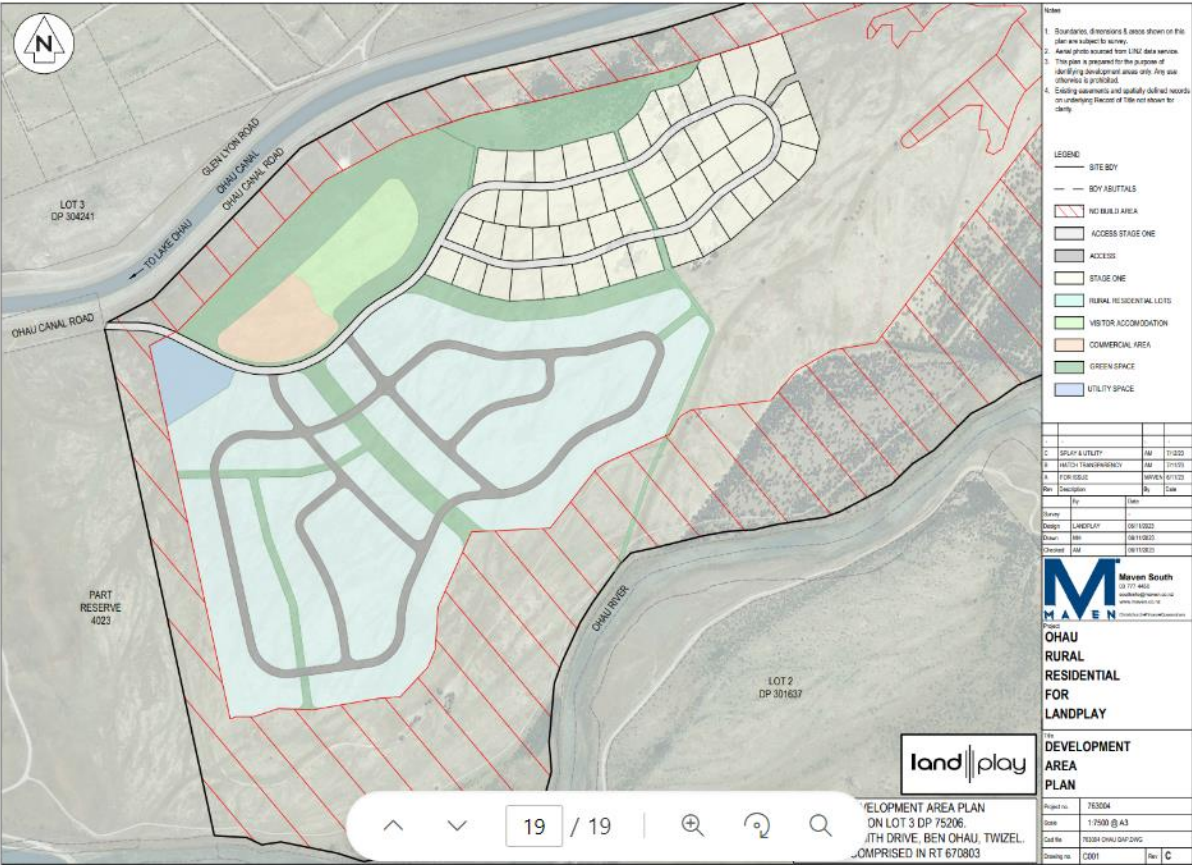 N
GLEN LYON ROAD
OHAU CANAL
OHAU CANAL ROAD
LOT 3
DP 304241
TO LAKE OHAU
OHAU CANAL ROAD
PART
RESERVE
4023
OHAU RIVER
LOT 2
DP 301637
land play
VELOPMENT AREA PLAN
ON LOT 3 DP 75206.
ITH DRIVE, BEN OHAU, TWIZEL.
OMPRISED IN RT 670803
19 / 19
Notes
1. Boundaries, dimensions & areas shown on this
plan are subject to survey.
2. Aerial photo sourced from LINZ data service.
3. This plan is prepared for the purpose of
identifying development areas only. Any use
otherwise is prohibited.
4. Existing easements and spatially defined records
on underlying Record of Title not shown for
clarity.
LEGEND
SITE BDY
BDY ABUTTALS
NO BUILD AREA
ACCESS STAGE ONE
ACCESS
STAGE ONE
RURAL RESIDENTIAL LOTS
VISITOR ACCOMODATION
COMMERCIAL AREA
GREEN SPACE
UTILITY SPACE
C SPLAY & UTILITY AM
B HATCH TRANSPARENCY AM
A FOR ISSUE MAVEN
Rev Description By Date
By Date
Survey
Design LANDPLAY
Drawn
Checked AM
MAVEN
Maven South
Project
OHAU
RURAL
RESIDENTIAL
FOR
LANDPLAY
Title
DEVELOPMENT
AREA
PLAN
Project no. 763004
Scale 1:7500 @ A3
Cad file
Drawing no. C001 Rev C